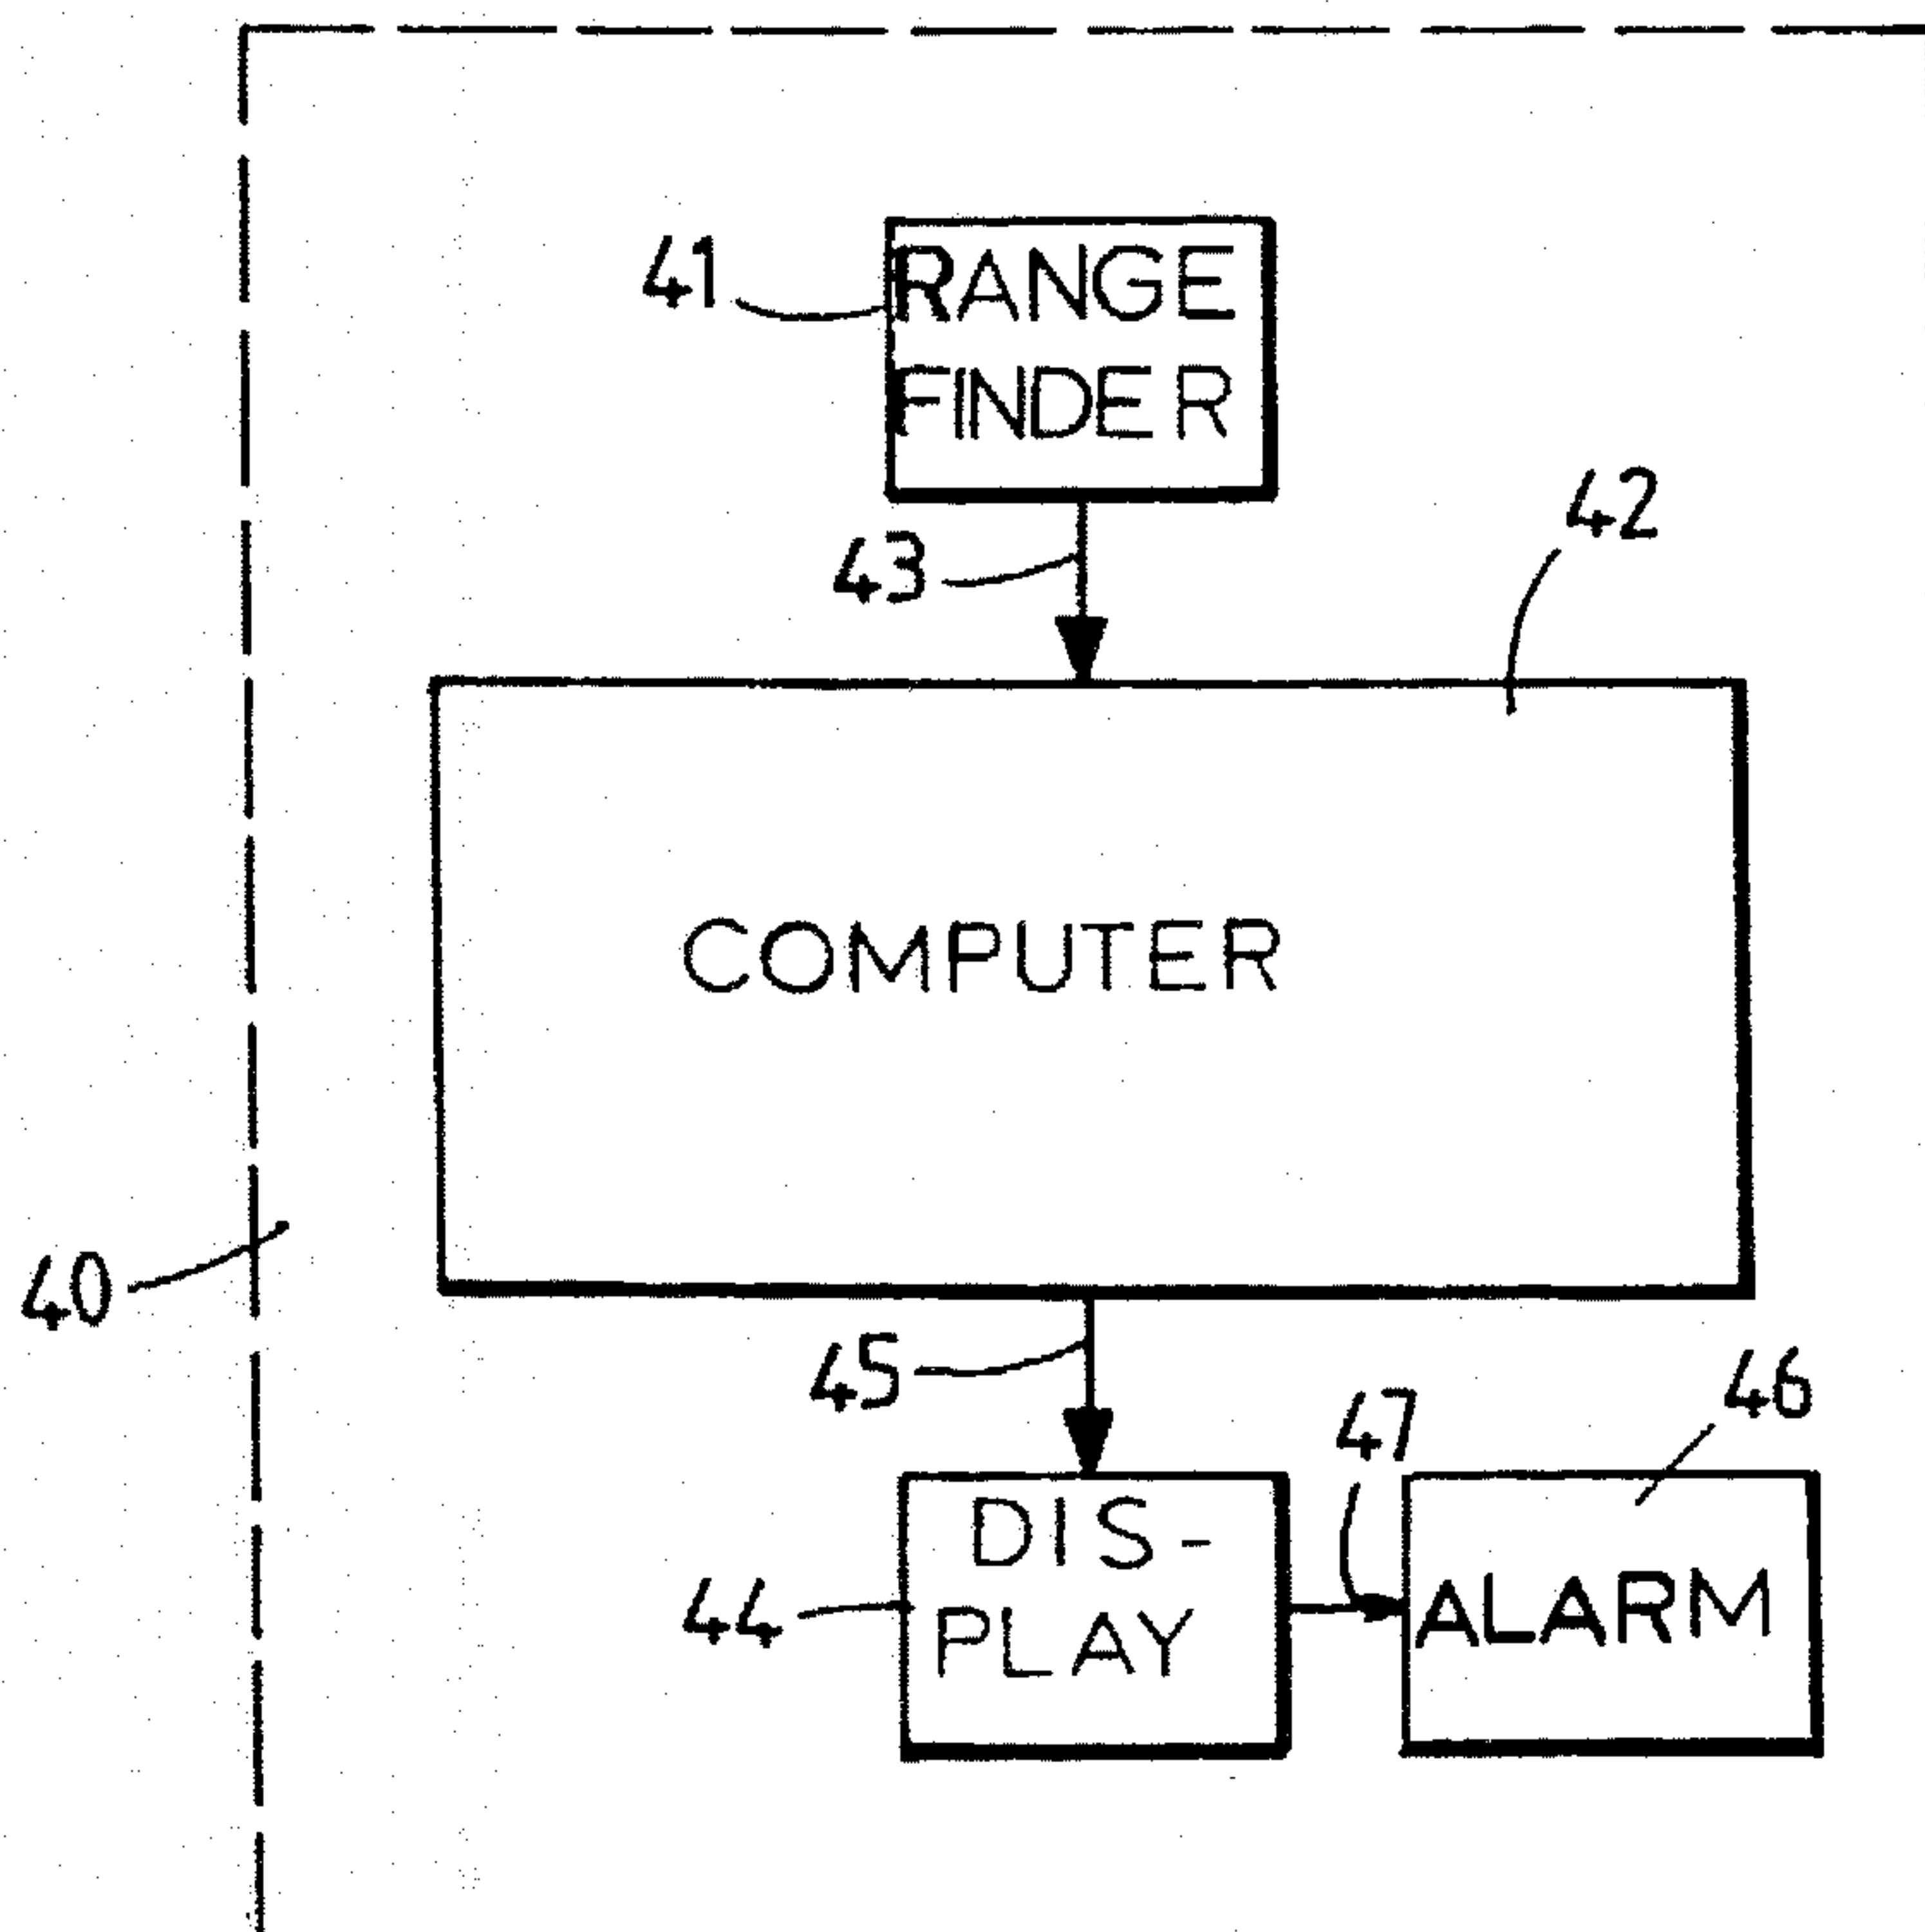 41
RANGE
FINDER
42
43
COMPUTER
40
45
47
46
DIS-
44
PLAY
ALARM